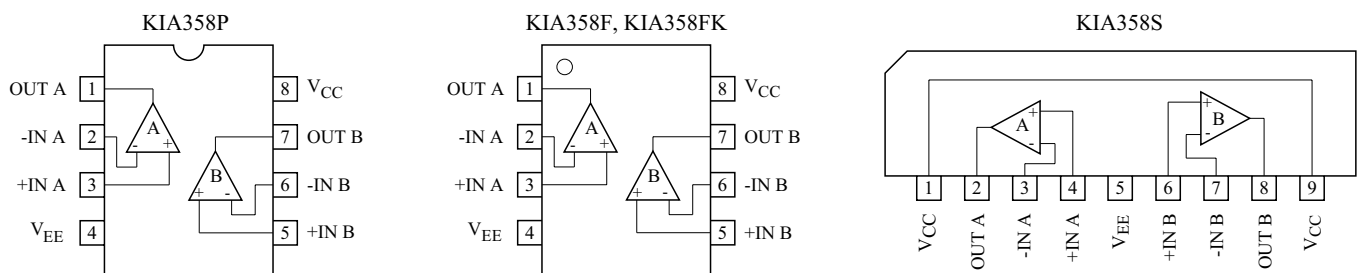 KIA358P
OUT A 1
-IN A 2
+IN A 3
VEE 4
8 VCC
7 OUT B
6 -IN B
5 +IN B
A
- +
B
+ -
KIA358F, KIA358FK
OUT A 1
-IN A 2
+IN A 3
VEE 4
8 VCC
7 OUT B
6 -IN B
5 +IN B
A
- +
B
+ -
KIA358S
A
+
-
B
+
-
1 2 3 4 5 6 7 8 9
VCC
OUT A
-IN A
+IN A
VEE
+IN B
-IN B
OUT B
VCC